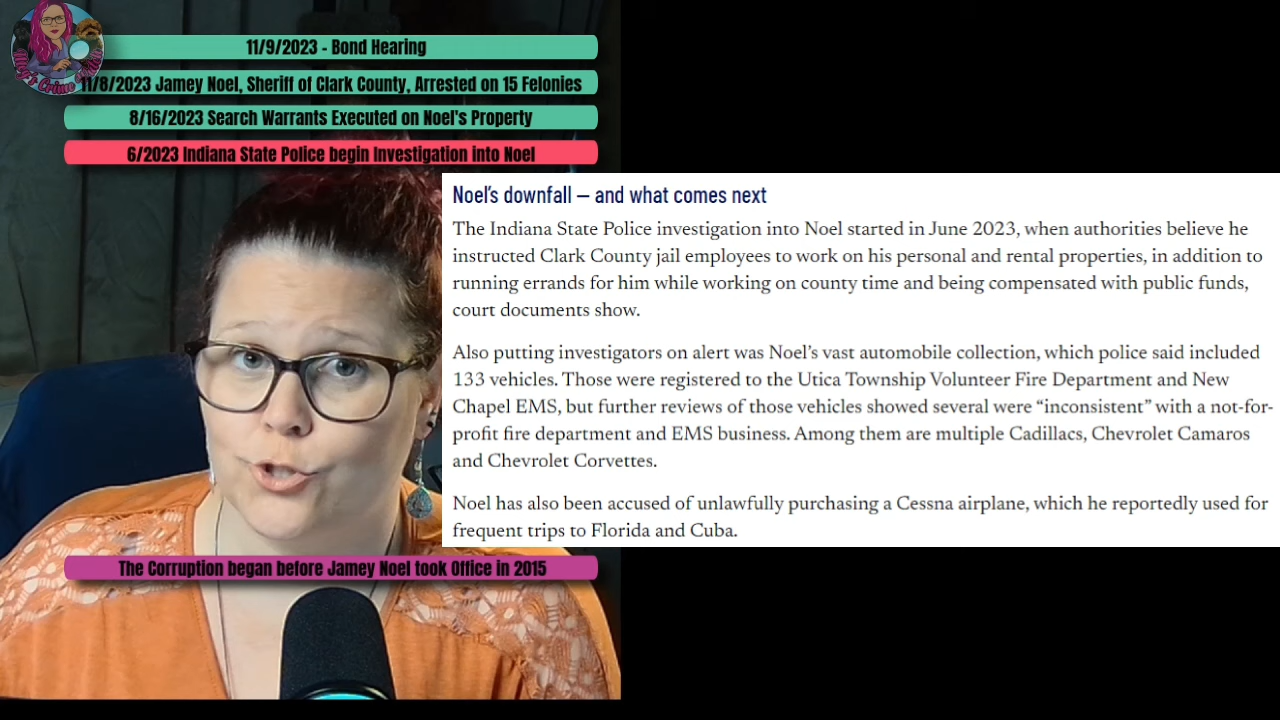 11/9/2023 - Bond Hearing
11/8/2023 Jamey Noel, Sheriff of Clark County, Arrested on 15 Felonies
8/16/2023 Search Warrants Executed on Noel's Property
6/2023 Indiana State Police begin Investigation into Noel
Noel’s downfall — and what comes next
The Indiana State Police investigation into Noel started in June 2023, when authorities believe he
instructed Clark County jail employees to work on his personal and rental properties, in addition to
running errands for him while working on county time and being compensated with public funds,
court documents show.
Also putting investigators on alert was Noel’s vast automobile collection, which police said included
133 vehicles. Those were registered to the Utica Township Volunteer Fire Department and New
Chapel EMS, but further reviews of those vehicles showed several were “inconsistent” with a not-for-
profit fire department and EMS business. Among them are multiple Cadillacs, Chevrolet Camaros
and Chevrolet Corvettes.
Noel has also been accused of unlawfully purchasing a Cessna airplane, which he reportedly used for
frequent trips to Florida and Cuba.
The Corruption began before Jamey Noel took Office in 2015